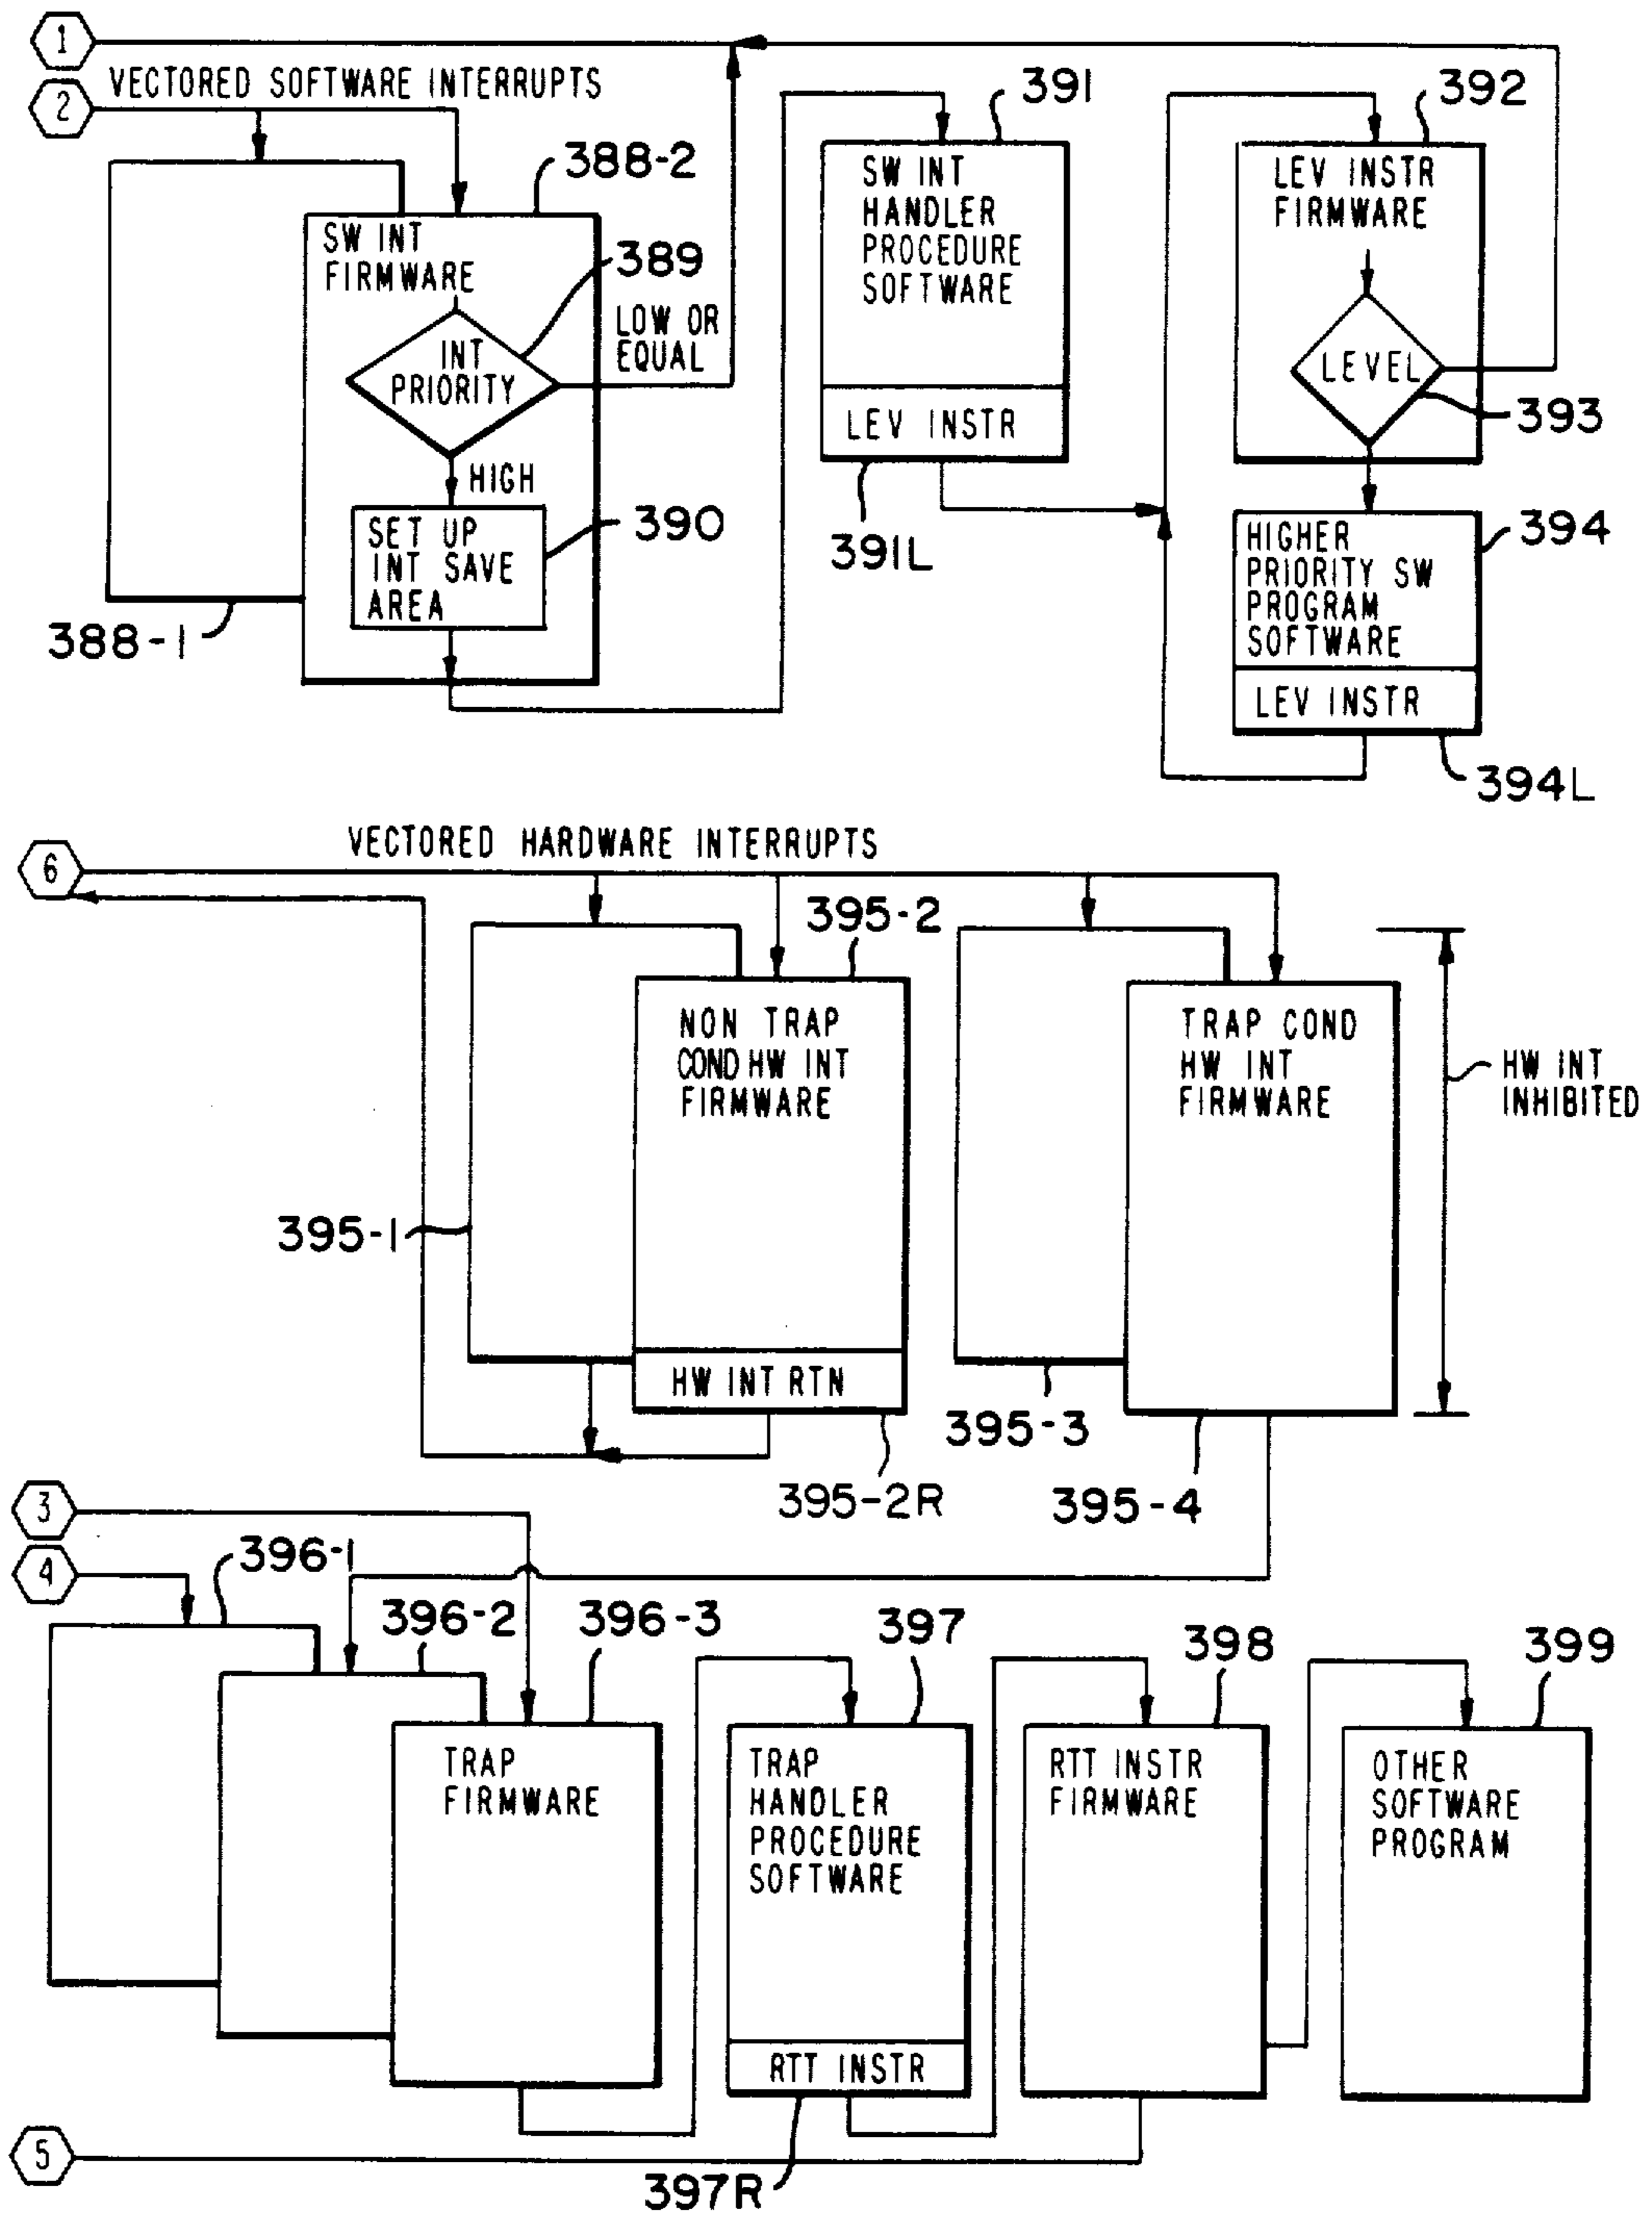 1
2
VECTORED SOFTWARE INTERRUPTS
388-2
SW INT
FIRMWARE
389
INT
PRIORITY
LOW OR
EQUAL
HIGH
SET UP
INT SAVE
AREA
390
388-1
391
SW INT
HANDLER
PROCEDURE
SOFTWARE
LEV INSTR
391L
392
LEV INSTR
FIRMWARE
LEVEL
393
394
HIGHER
PRIORITY SW
PROGRAM
SOFTWARE
LEV INSTR
394L
6
VECTORED HARDWARE INTERRUPTS
395-2
NON TRAP
COND HW INT
FIRMWARE
TRAP COND
HW INT
FIRMWARE
HW INT
INHIBITED
395-1
HW INT RTN
395-3
395-2R
395-4
3
4
396-1
396-2
396-3
397
398
399
TRAP
FIRMWARE
TRAP
HANDLER
PROCEDURE
SOFTWARE
RTT INSTR
RTT INSTR
FIRMWARE
OTHER
SOFTWARE
PROGRAM
5
397R